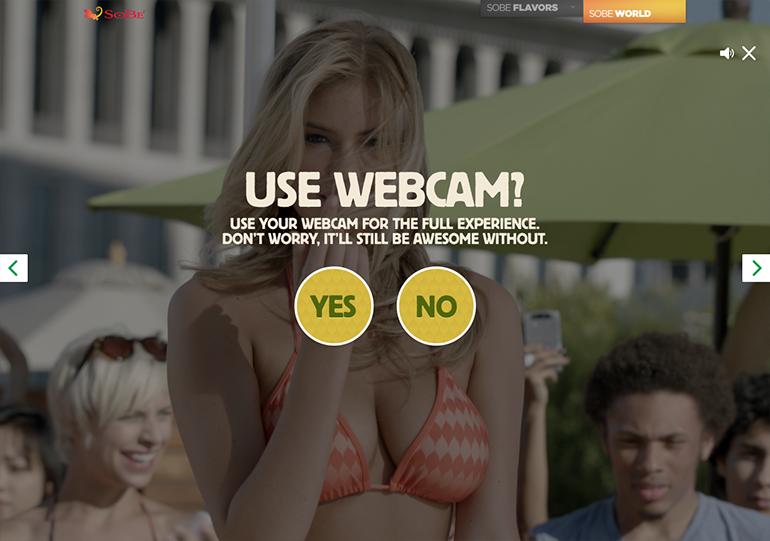 SoBe
SOBE FLAVORS
SOBE WORLD
USE WEBCAM?
USE YOUR WEBCAM FOR THE FULL EXPERIENCE.
DON'T WORRY, IT'LL STILL BE AWESOME WITHOUT.
YES
NO